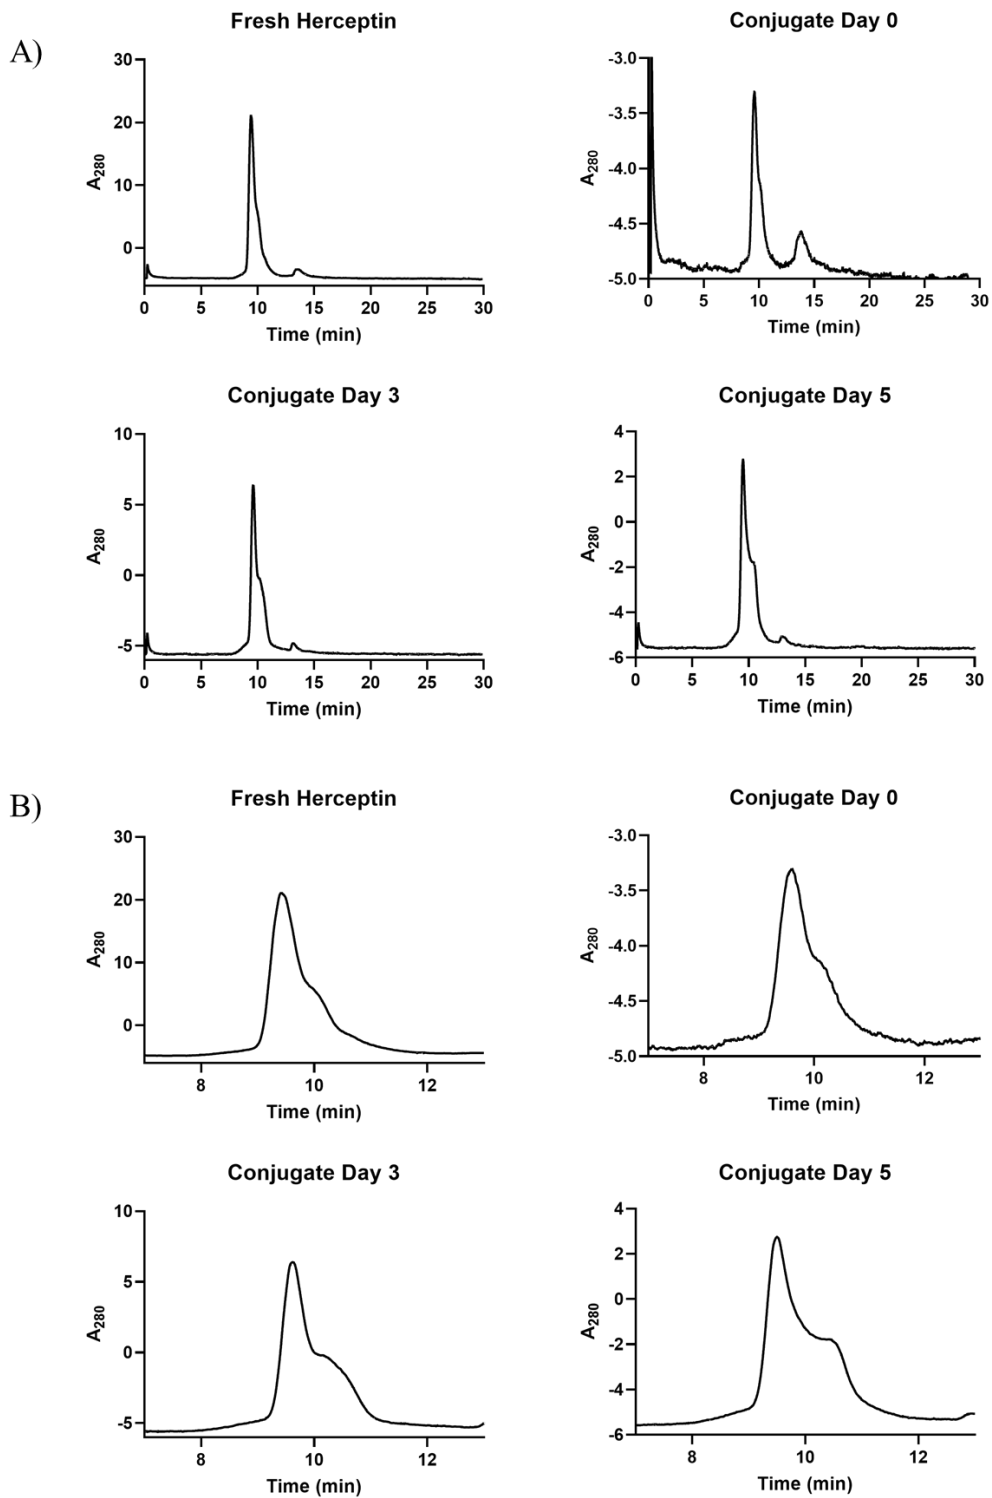 A)
Fresh Herceptin
A280
30
20
10
0
0 5 10 15 20 25 30
Time (min)
Conjugate Day 0
A280
-3.0
-3.5
-4.0
-4.5
-5.0
0 5 10 15 20 25 30
Time (min)
Conjugate Day 3
A280
10
5
0
-5
0 5 10 15 20 25 30
Time (min)
Conjugate Day 5
A280
4
2
0
-2
-4
-6
0 5 10 15 20 25 30
Time (min)
B)
Fresh Herceptin
A280
30
20
10
0
8 10 12
Time (min)
Conjugate Day 0
A280
-3.0
-3.5
-4.0
-4.5
-5.0
8 10 12
Time (min)
Conjugate Day 3
A280
10
5
0
-5
8 10 12
Time (min)
Conjugate Day 5
A280
4
2
0
-2
-4
-6
8 10 12
Time (min)